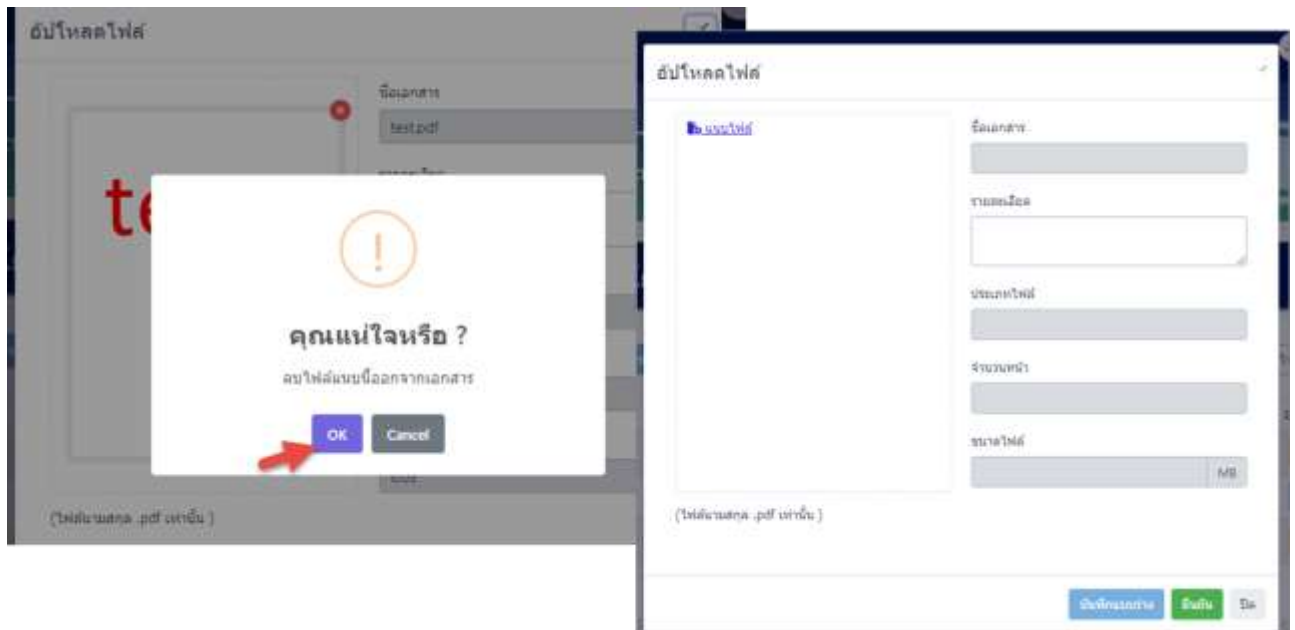 อัปโหลดไฟล์
ชื่อเอกสาร
test.pdf
te
คุณแน่ใจหรือ ?
ลบไฟล์แนบนี้ออกจากเอกสาร
OK
Cancel
(ไฟล์นามสกุล .pdf เท่านั้น )
อัปโหลดไฟล์
แนบไฟล์
ชื่อเอกสาร
รายละเอียด
ประเภทไฟล์
จำนวนหน้า
ขนาดไฟล์
MB
(ไฟล์นามสกุล .pdf เท่านั้น )
บันทึกแบบร่าง
ยืนยัน
ปิด